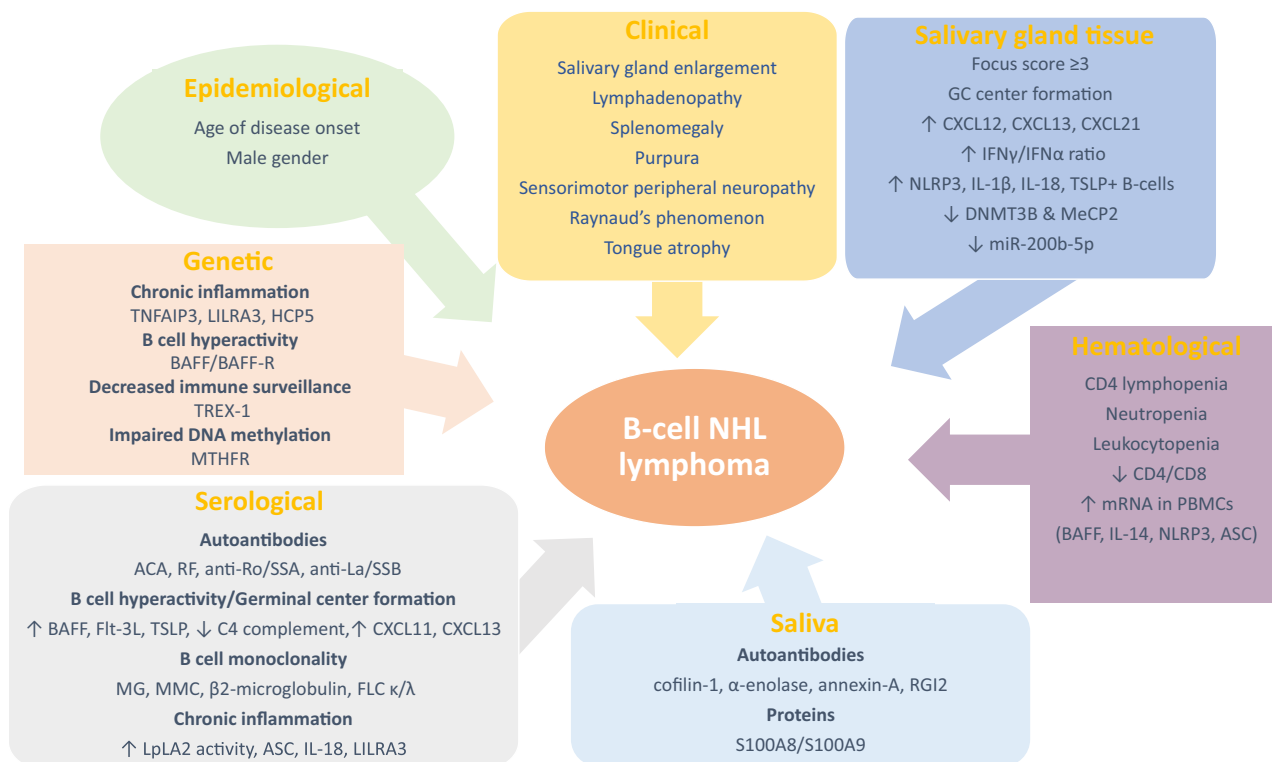 Epidemiological
Age of disease onset
Male gender
Clinical
Salivary gland enlargement
Lymphadenopathy
Splenomegaly
Purpura
Sensorimotor peripheral neuropathy
Raynaud's phenomenon
Tongue atrophy
Salivary gland tissue
Focus score ≥3
GC center formation
↑ CXCL12, CXCL13, CXCL21
↑ IFNγ/IFNα ratio
↑ NLRP3, IL-1β, IL-18, TSLP+ B-cells
↓ DNMT3B & MeCP2
↓ miR-200b-5p
Genetic
Chronic inflammation
TNFAIP3, LILRA3, HCP5
B cell hyperactivity
BAFF/BAFF-R
Decreased immune surveillance
TREX-1
Impaired DNA methylation
MTHFR
B-cell NHL
lymphoma
Hematological
CD4 lymphopenia
Neutropenia
Leukocytopenia
↓ CD4/CD8
↑ mRNA in PBMCs
(BAFF, IL-14, NLRP3, ASC)
Serological
Autoantibodies
ACA, RF, anti-Ro/SSA, anti-La/SSB
B cell hyperactivity/Germinal center formation
↑ BAFF, Flt-3L, TSLP, ↓ C4 complement,↑ CXCL11, CXCL13
B cell monoclonality
MG, MMC, β2-microglobulin, FLC κ/λ
Chronic inflammation
↑ LpLA2 activity, ASC, IL-18, LILRA3
Saliva
Autoantibodies
cofilin-1, α-enolase, annexin-A, RGI2
Proteins
S100A8/S100A9